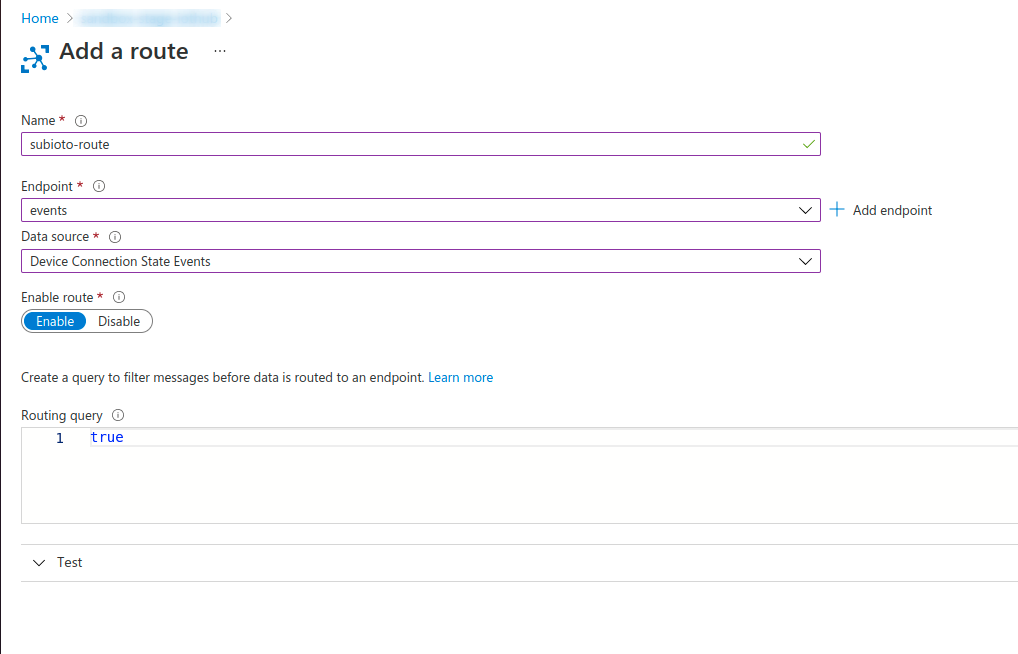 Home
Add a route ...
Name *
subioto-route
Endpoint *
events
Add endpoint
Data source *
Device Connection State Events
Enable route *
Enable Disable
Create a query to filter messages before data is routed to an endpoint. Learn more
Routing query
1 true
Test